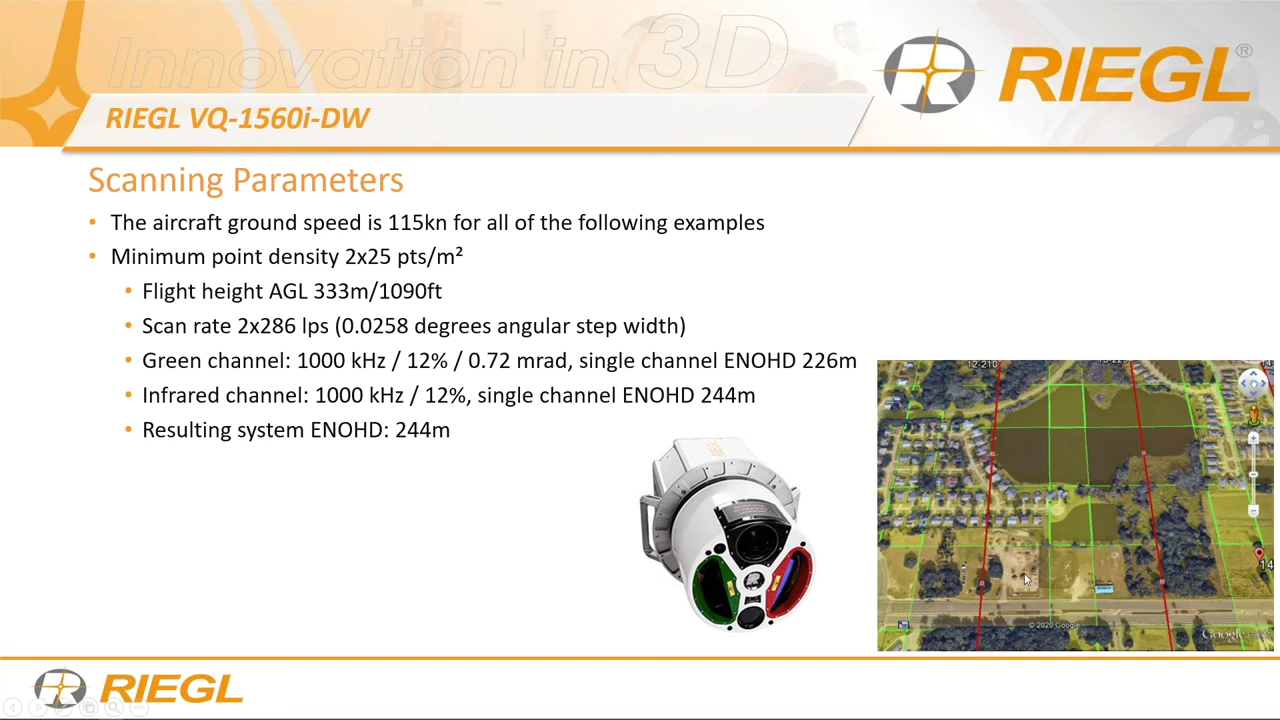 Innovation in 3D
RIEGL®
RIEGL VQ-1560i-DW
Scanning Parameters
• The aircraft ground speed is 115kn for all of the following examples
• Minimum point density 2x25 pts/m²
• Flight height AGL 333m/1090ft
• Scan rate 2x286 lps (0.0258 degrees angular step width)
• Green channel: 1000 kHz / 12% / 0.72 mrad, single channel ENOHD 226m
• Infrared channel: 1000 kHz / 12%, single channel ENOHD 244m
• Resulting system ENOHD: 244m
12-210
14
© 2020 Google
RIEGL